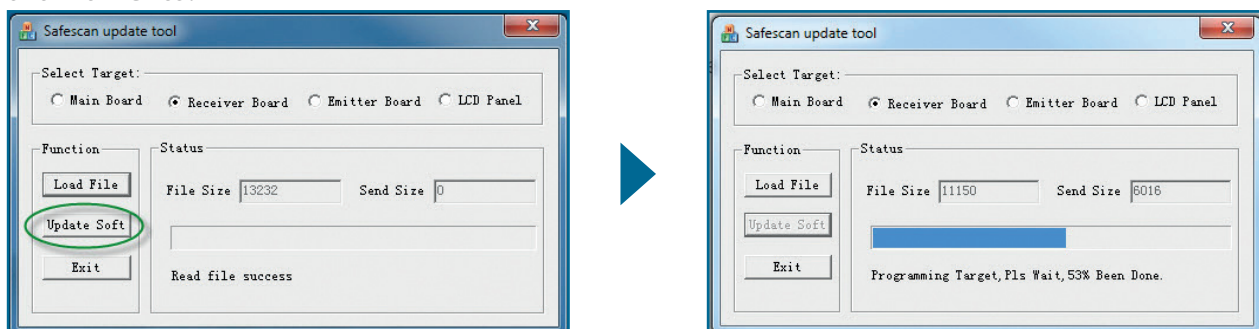 Safescan update tool
Select Target:
Main Board Receiver Board Emitter Board LCD Panel
Function
Load File
Update Soft
Exit
Status
File Size 13232 Send Size 0
Read file success
Safescan update tool
Select Target:
Main Board Receiver Board Emitter Board LCD Panel
Function
Load File
Update Soft
Exit
Status
File Size 11150 Send Size 6016
Programming Target,Pls Wait,53% Been Done.